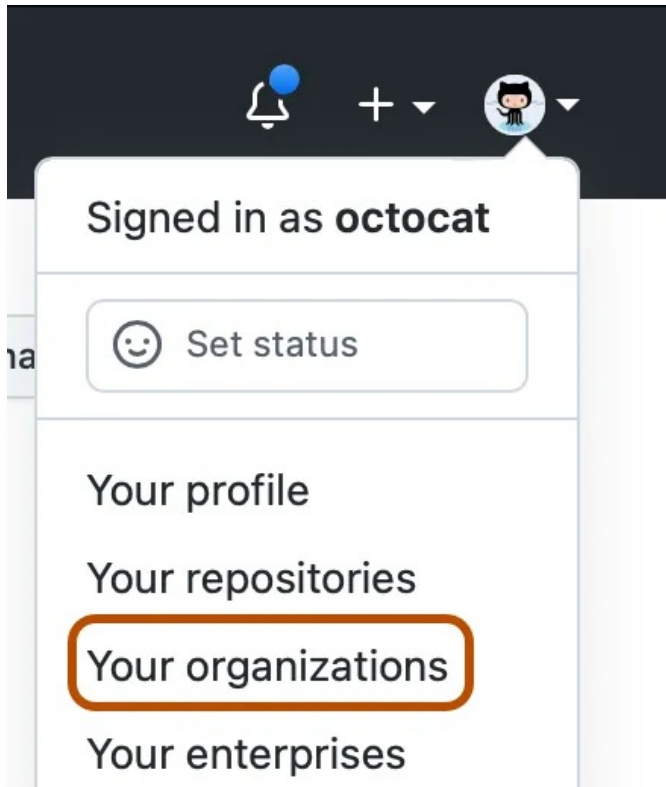 Signed in as octocat
Set status
Your profile
Your repositories
Your organizations
Your enterprises